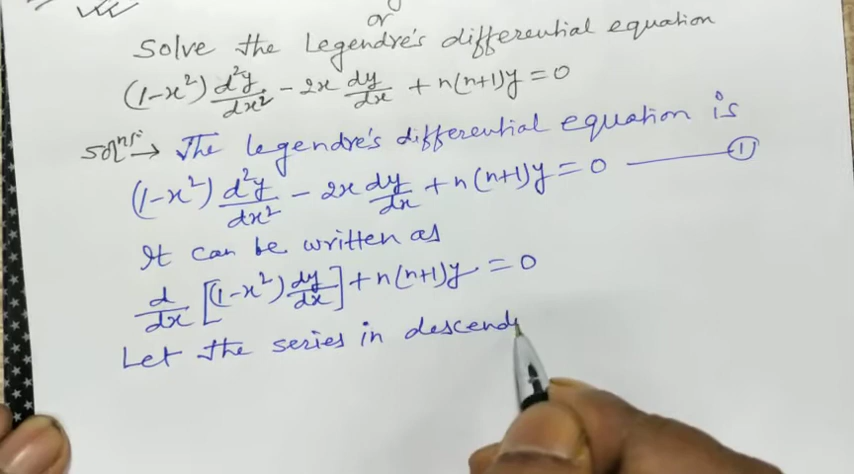 or
Solve the Legendre's differential equation
(1-x²) d²y/dx² - 2x dy/dx + n(n+1)y = 0
Solⁿ:→ The legendre's differential equation is
(1-x²) d²y/dx² - 2x dy/dx + n(n+1)y = 0 —— ①
It can be written as
d/dx [(1-x²) dy/dx] + n(n+1)y = 0
Let the series in descend